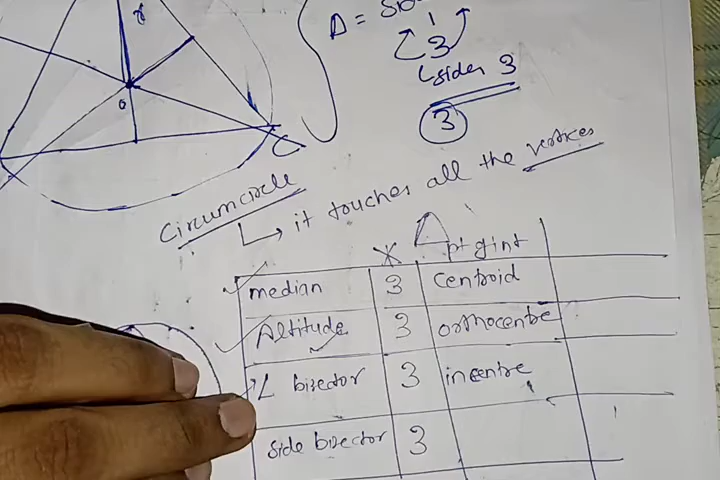 Δ = 
1
3
sides 3
3
O
C
Circumcircle
it touches all the vertices
pt of int
median 3 Centroid
Altitude 3 orthocentre
∠ bisector 3 incentre
side bisector 3